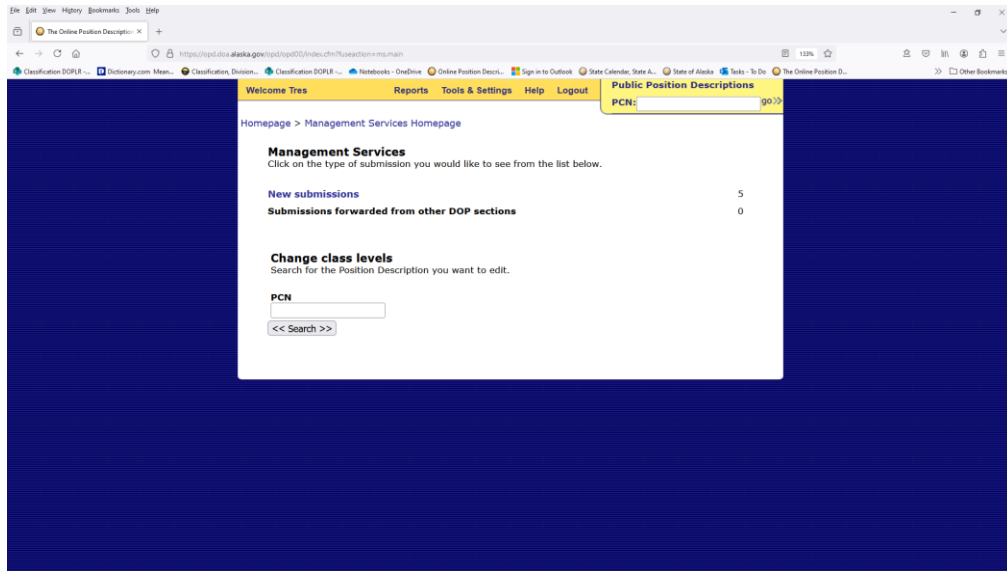 File Edit View History Bookmarks Tools Help
The Online Position Description
https://opd.doa.alaska.gov/opd/opd00/index.cfm?fuseaction=ms.main
133%
Classification DOPLR -... Dictionary.com Mean... Classification, Division... Classification DOPLR -... Notebooks - OneDrive Online Position Descri... Sign in to Outlook State Calendar, State A... State of Alaska Tasks - To Do The Online Position D... Other Bookmarks
Welcome Tres Reports Tools & Settings Help Logout
Public Position Descriptions
PCN: go
Homepage > Management Services Homepage
Management Services
Click on the type of submission you would like to see from the list below.
New submissions 5
Submissions forwarded from other DOP sections 0
Change class levels
Search for the Position Description you want to edit.
PCN
<< Search >>